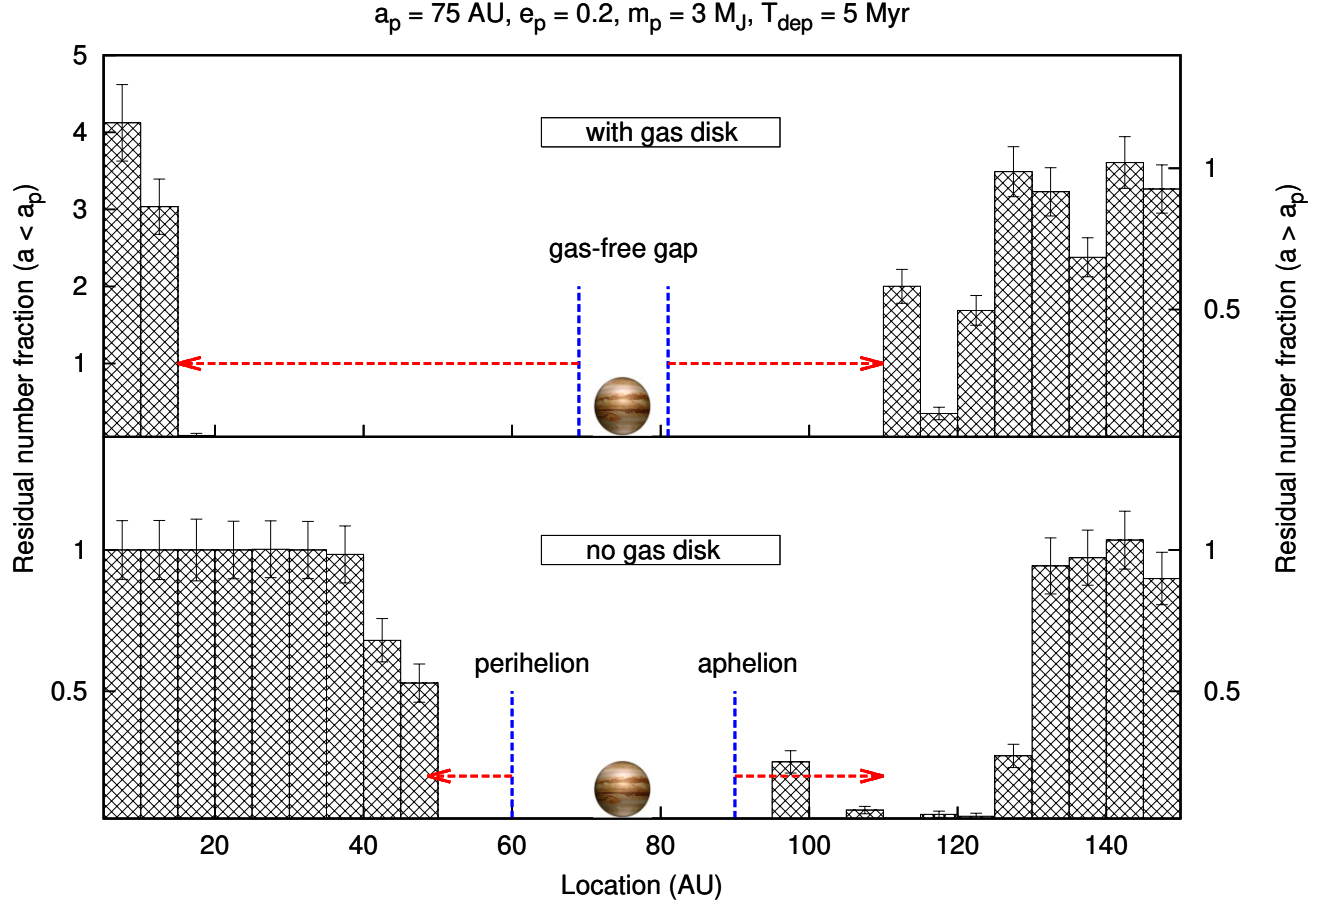 a_p = 75 AU, e_p = 0.2, m_p = 3 M_J, T_dep = 5 Myr
5
4
3
2
1
with gas disk
gas-free gap
1
0.5
Residual number fraction (a < a_p)
Residual number fraction (a > a_p)
1
0.5
no gas disk
perihelion
aphelion
1
0.5
20
40
60
80
100
120
140
Location (AU)